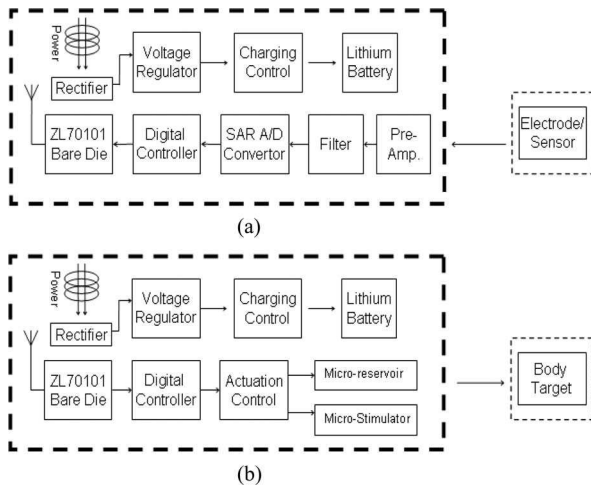 Power
Rectifier
Voltage
Regulator
Charging
Control
Lithium
Battery
ZL70101
Bare Die
Digital
Controller
SAR A/D
Convertor
Filter
Pre-
Amp.
Electrode/
Sensor
(a)
Power
Rectifier
Voltage
Regulator
Charging
Control
Lithium
Battery
ZL70101
Bare Die
Digital
Controller
Actuation
Control
Micro-reservoir
Micro-Stimulator
Body
Target
(b)